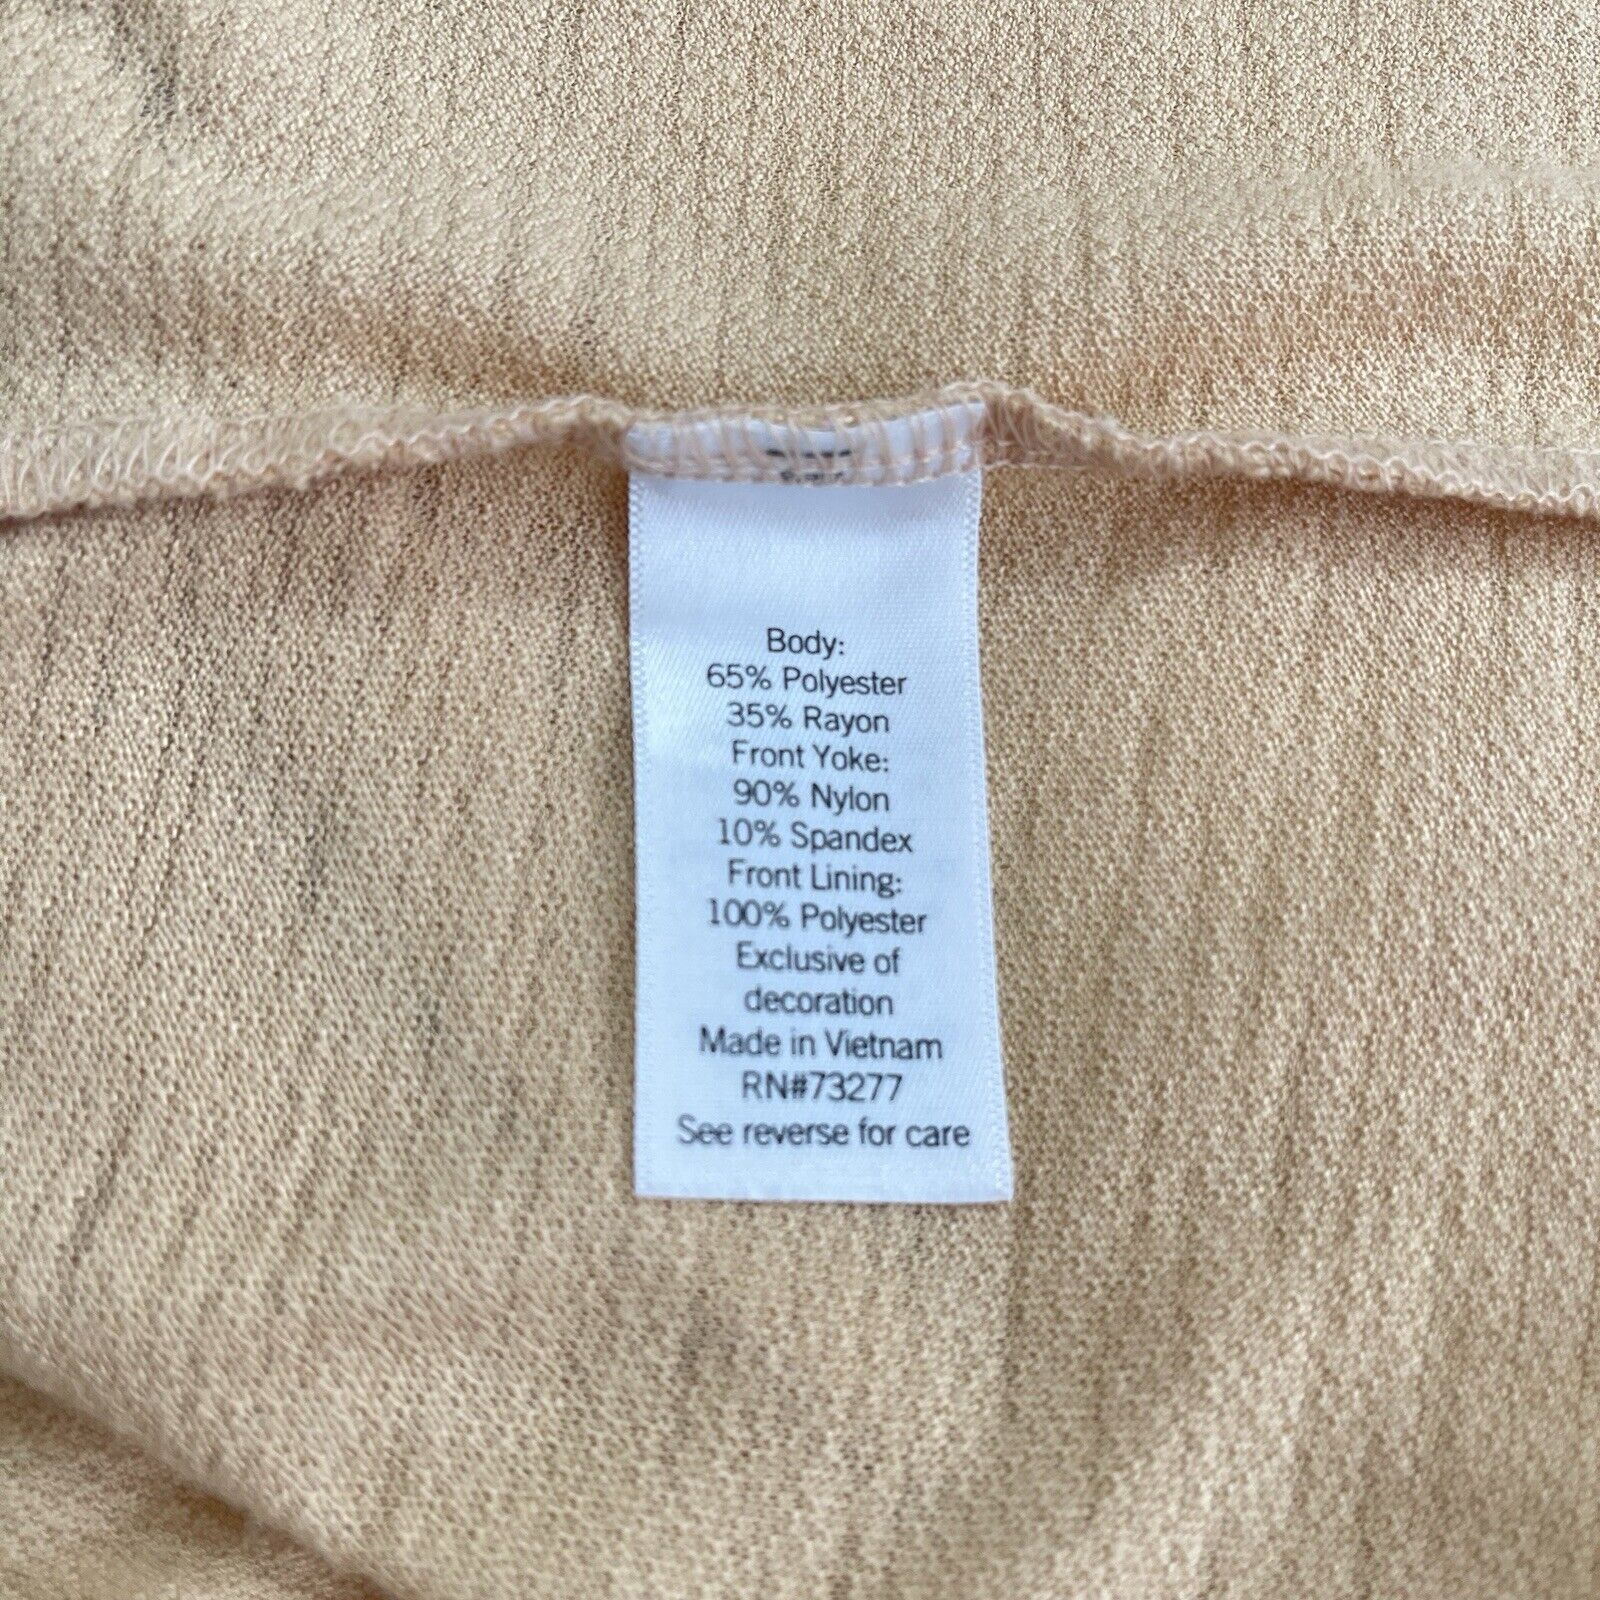 Body:
65% Polyester
35% Rayon
Front Yoke:
90% Nylon
10% Spandex
Front Lining:
100% Polyester
Exclusive of
decoration
Made in Vietnam
RN#73277
See reverse for care